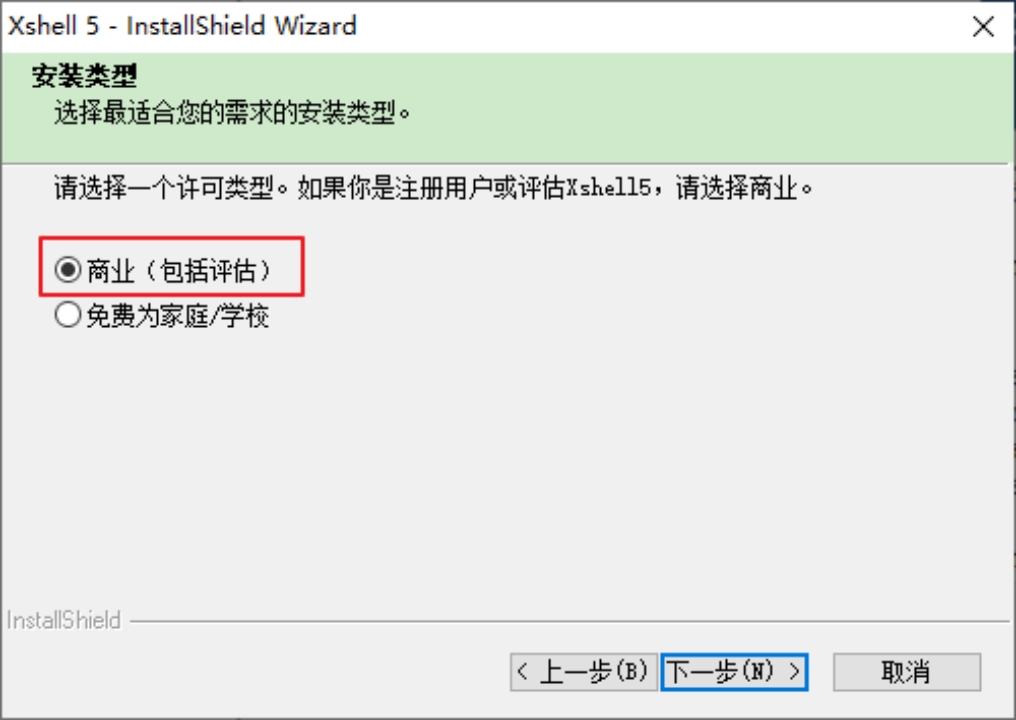 Xshell 5 - InstallShield Wizard
安装类型
选择最适合您的需求的安装类型。
请选择一个许可类型。如果你是注册用户或评估Xshell5，请选择商业。
商业（包括评估）
免费为家庭/学校
InstallShield
< 上一步(B) 下一步(N) > 取消